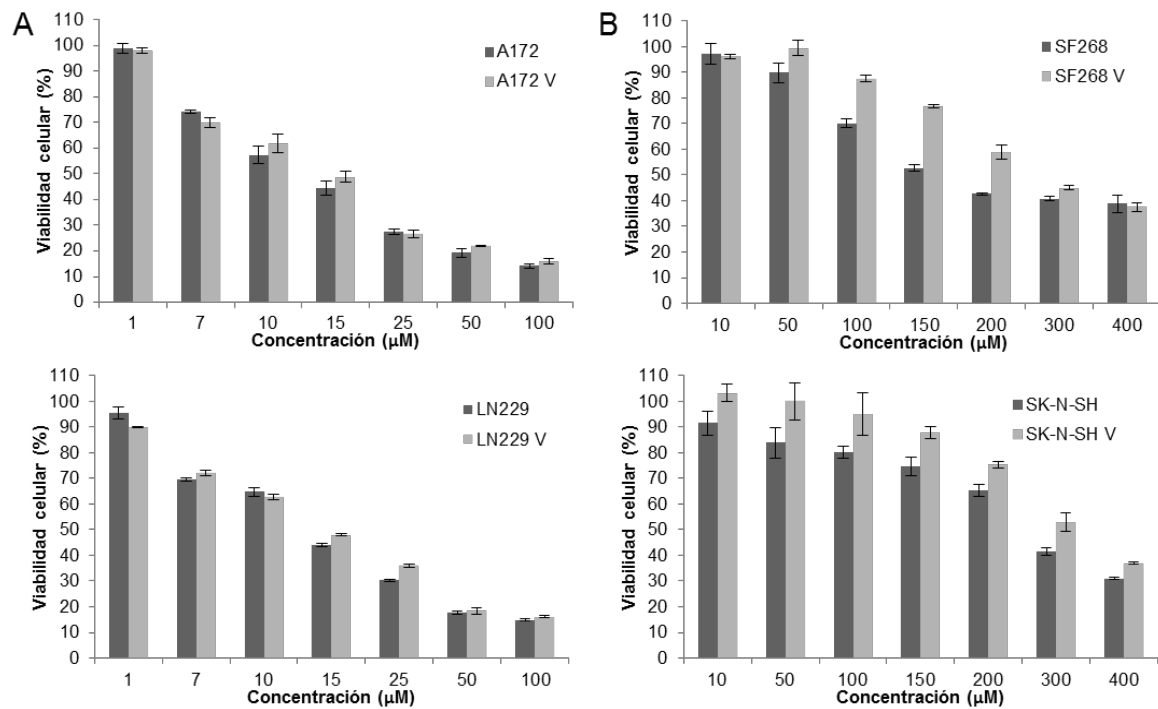 A
Viabilidad celular (%)
110
100
90
80
70
60
50
40
30
20
10
0
A172
A172 V
1 7 10 15 25 50 100
Concentración (µM)
B
Viabilidad celular (%)
110
100
90
80
70
60
50
40
30
20
10
0
SF268
SF268 V
10 50 100 150 200 300 400
Concentración (µM)
Viabilidad celular (%)
110
100
90
80
70
60
50
40
30
20
10
0
LN229
LN229 V
1 7 10 15 25 50 100
Concentración (µM)
Viabilidad celular (%)
110
100
90
80
70
60
50
40
30
20
10
0
SK-N-SH
SK-N-SH V
10 50 100 150 200 300 400
Concentración (µM)